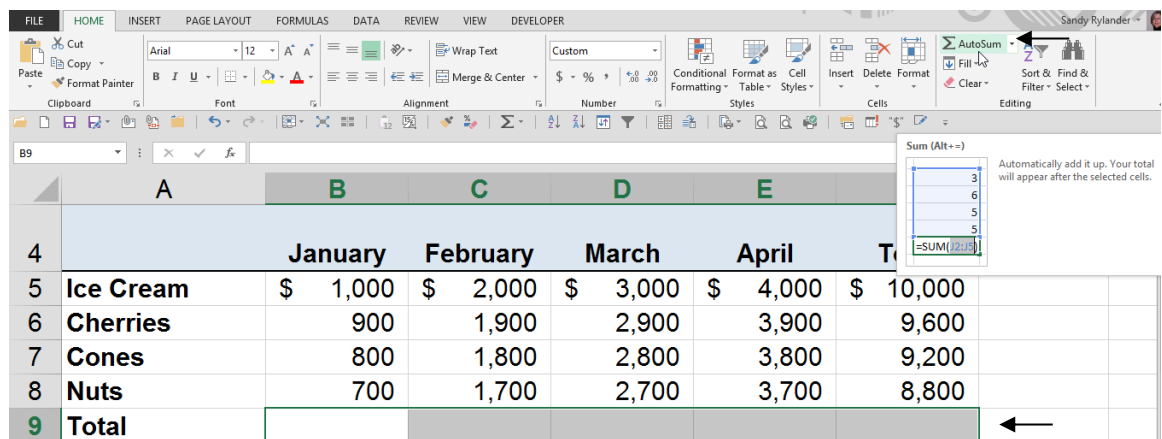 FILE HOME INSERT PAGE LAYOUT FORMULAS DATA REVIEW VIEW DEVELOPER Sandy Rylander
Cut
Copy
Format Painter
Paste
Clipboard
Arial 12 A A
B I U A
Font
Wrap Text
Merge & Center
Alignment
Custom
$ % , .0 .00 .00 .0
Number
Conditional Formatting
Format as Table
Cell Styles
Styles
Insert Delete Format
Cells
AutoSum
Fill
Clear
Sort & Filter
Find & Select
Editing
B9 fx
Sum (Alt+=)
Automatically add it up. Your total
will appear after the selected cells.
3
6
5
5
=SUM(J2:J5)
A B C D E
4 January February March April
5 Ice Cream $ 1,000 $ 2,000 $ 3,000 $ 4,000 $ 10,000
6 Cherries 900 1,900 2,900 3,900 9,600
7 Cones 800 1,800 2,800 3,800 9,200
8 Nuts 700 1,700 2,700 3,700 8,800
9 Total